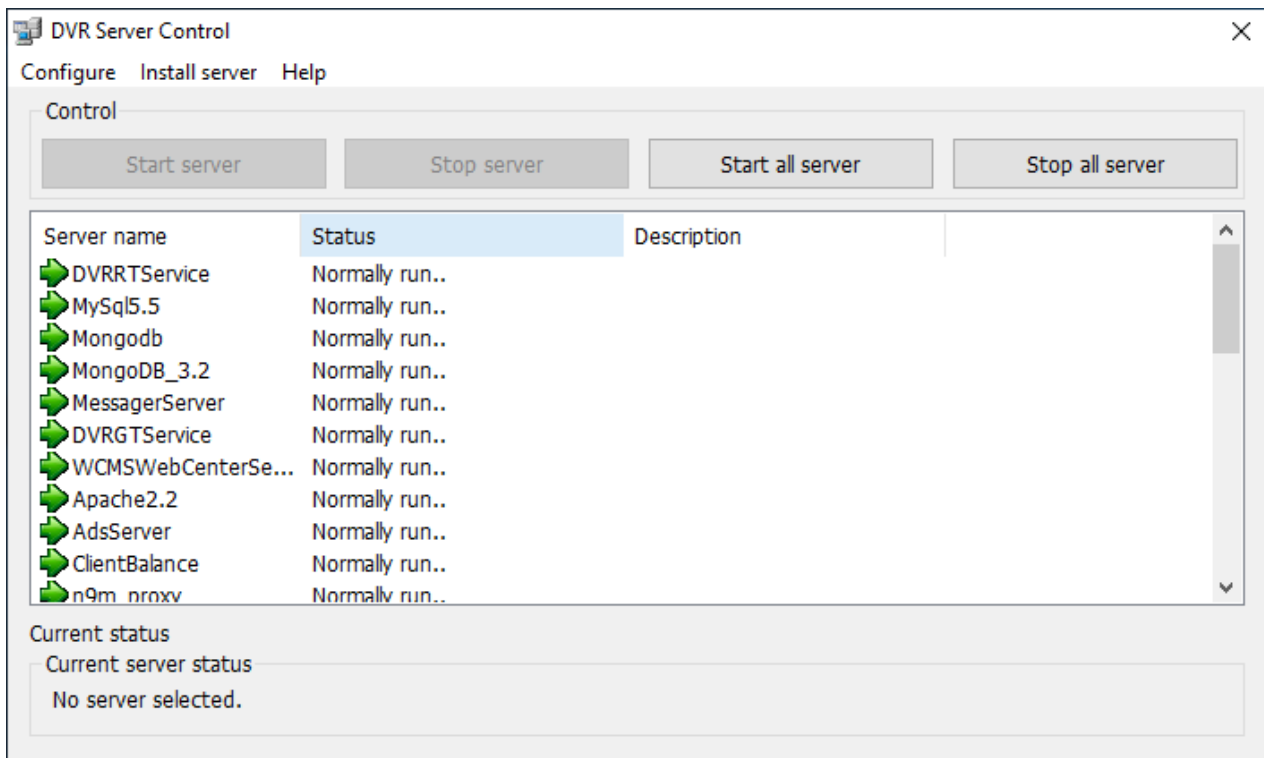 DVR Server Control
Configure Install server Help
Control
Start server Stop server Start all server Stop all server
Server name Status Description
DVRRTService Normally run..
MySql5.5 Normally run..
Mongodb Normally run..
MongoDB_3.2 Normally run..
MessagerServer Normally run..
DVRGTService Normally run..
WCMSWebCenterSe... Normally run..
Apache2.2 Normally run..
AdsServer Normally run..
ClientBalance Normally run..
n9m_proxy Normally run..
Current status
Current server status
No server selected.